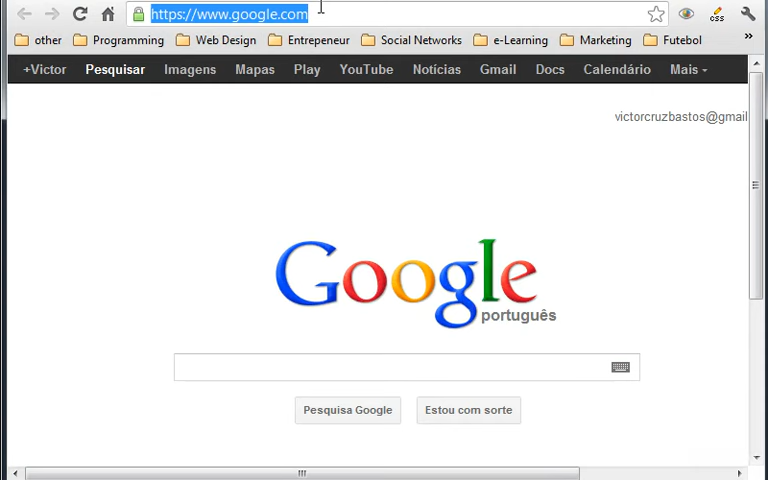 https://www.google.com
other Programming Web Design Entrepeneur Social Networks e-Learning Marketing Futebol »
+Victor Pesquisar Imagens Mapas Play YouTube Notícias Gmail Docs Calendário Mais
victorcruzbastos@gmail
Google
português
Pesquisa Google Estou com sorte